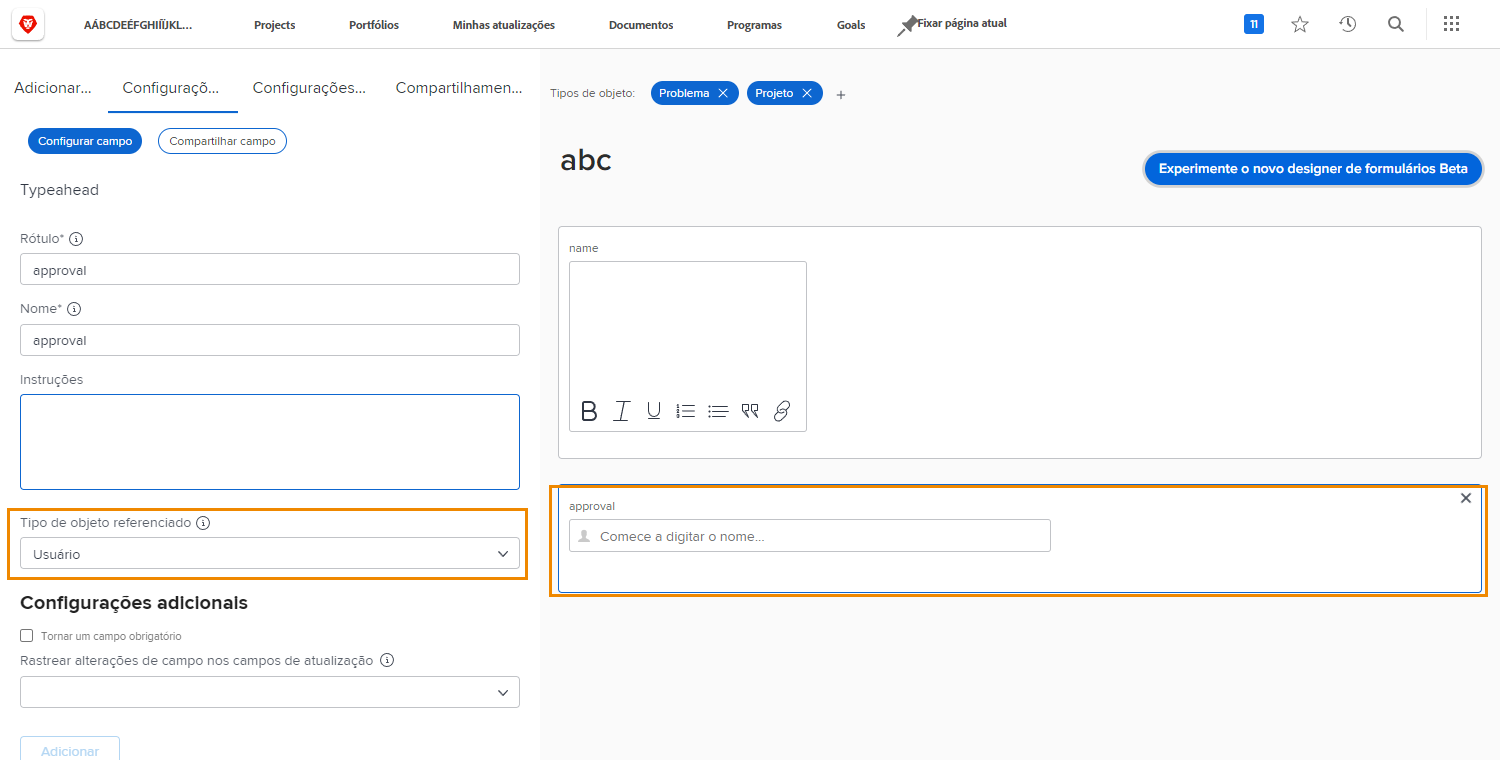 AÁBCDEÉFGHIÍÏJKL...
Projects
Portfólios
Minhas atualizações
Documentos
Programas
Goals
Fixar página atual
11
Adicionar...
Configuraçõ...
Configurações...
Compartilhamen...
Configurar campo
Compartilhar campo
Typeahead
Rótulo*
approval
Nome*
approval
Instruções
Tipo de objeto referenciado
Usuário
Configurações adicionais
Tornar um campo obrigatório
Rastrear alterações de campo nos campos de atualização
Adicionar
Tipos de objeto:
Problema
Projeto
abc
Experimente o novo designer de formulários Beta
name
approval
Comece a digitar o nome...